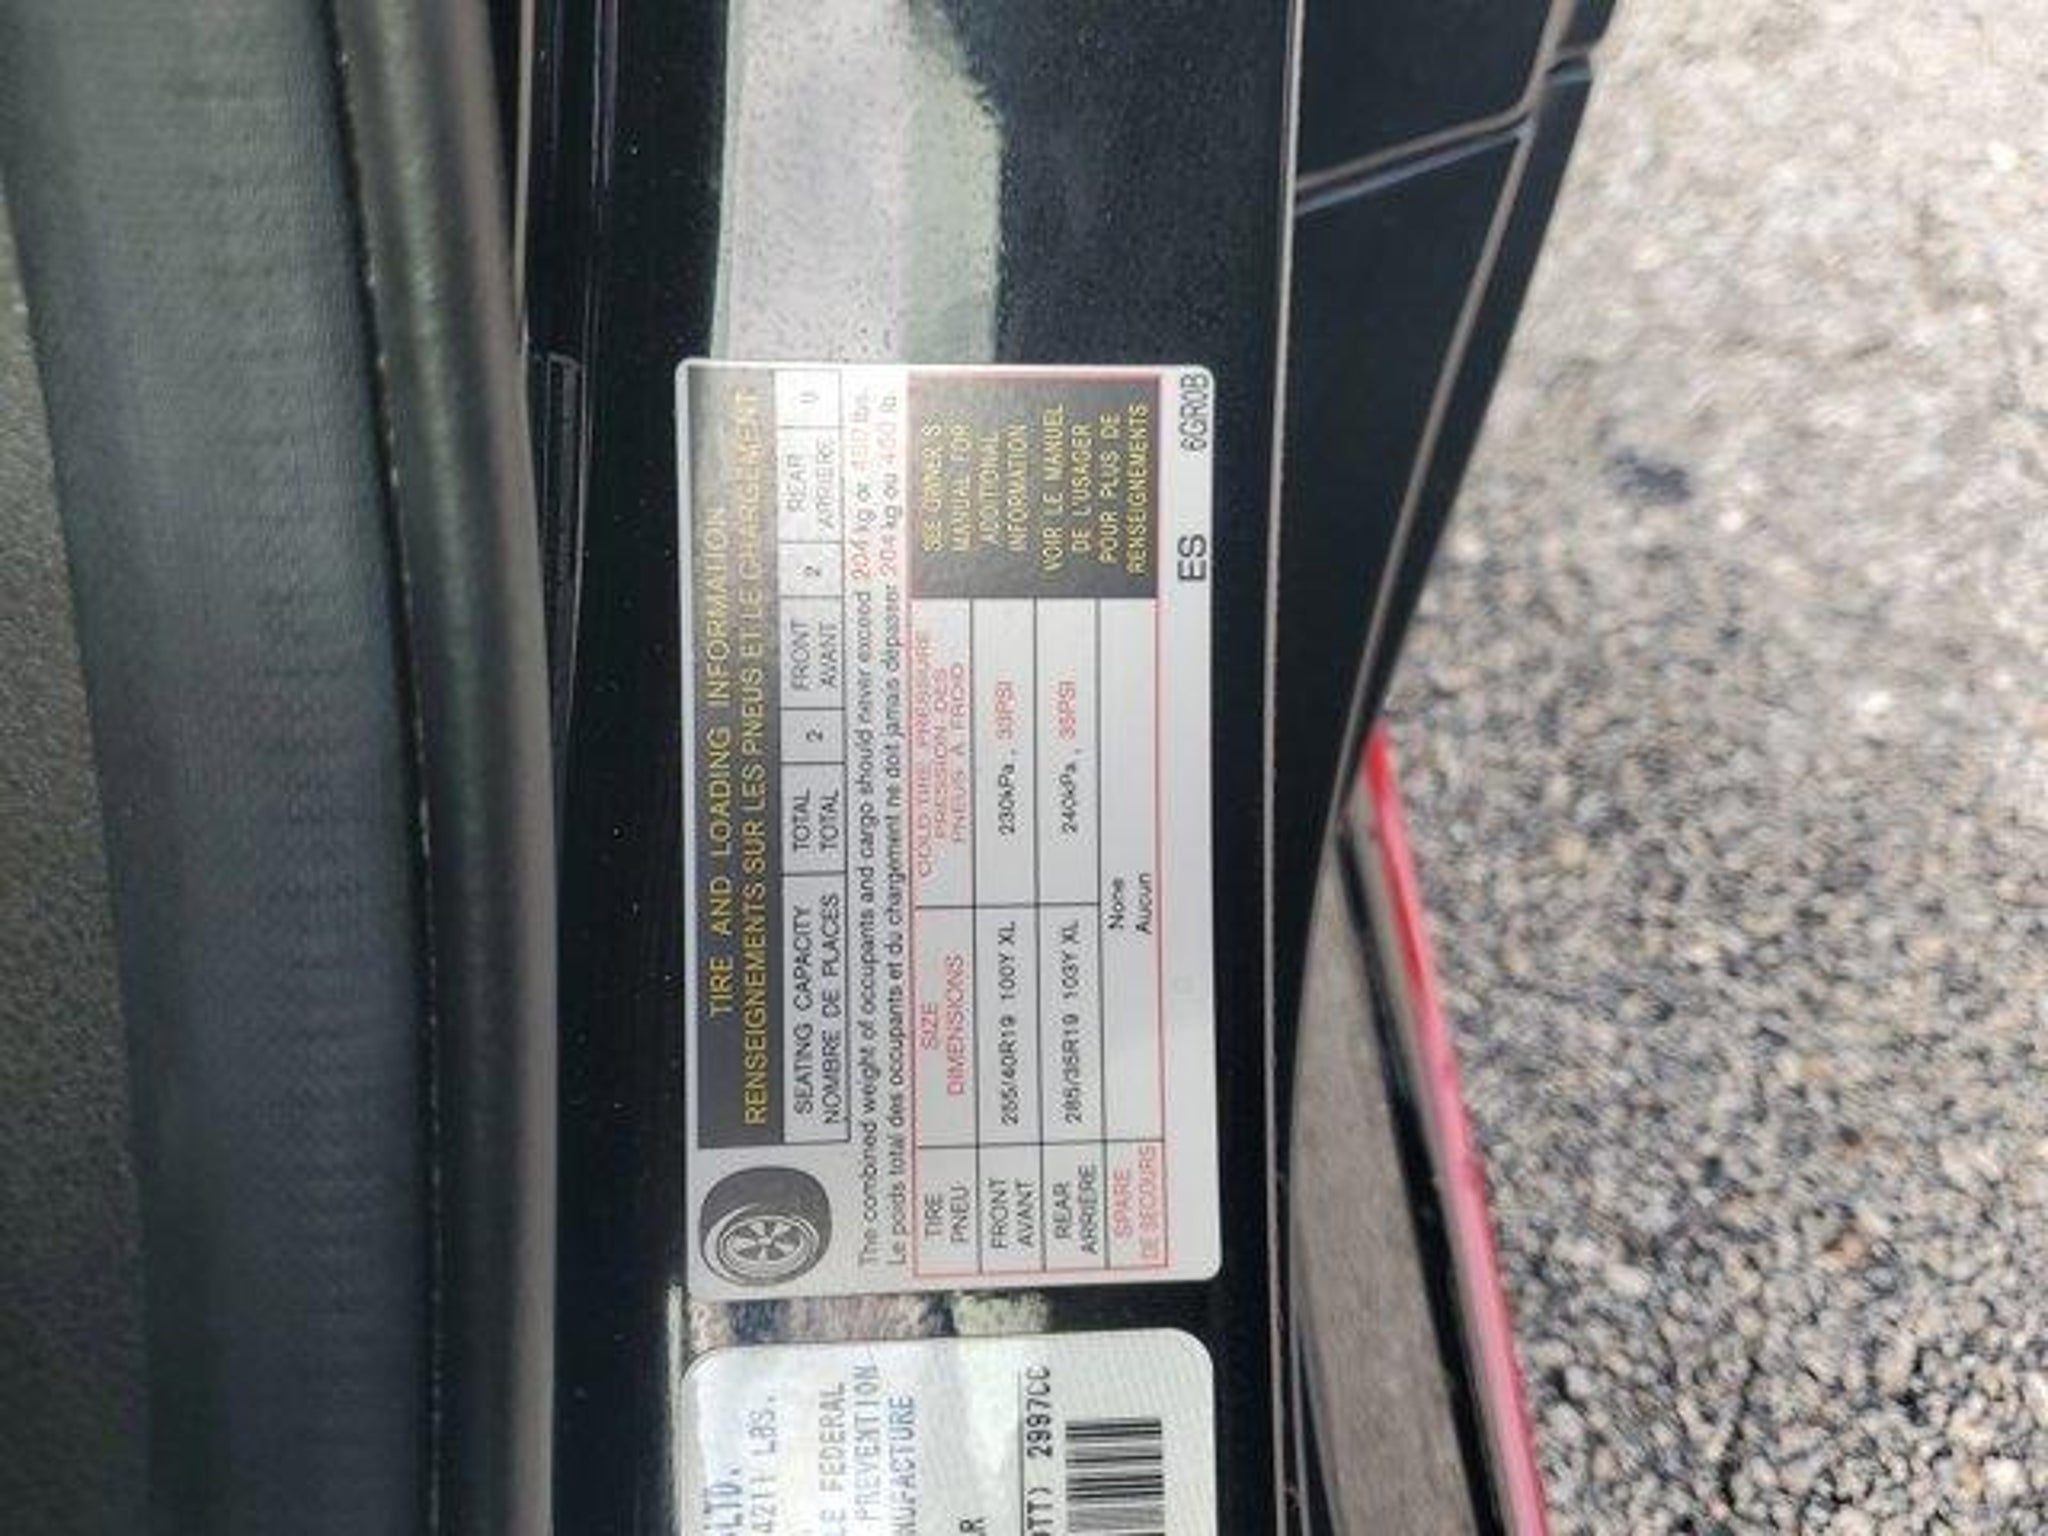 TIRE AND LOADING INFORMATION
RENSEIGNEMENTS SUR LES PNEUS ET LE CHARGEMENT
SEATING CAPACITY TOTAL 2 FRONT 2 REAR 0
NOMBRE DE PLACES TOTAL AVANT ARRIÈRE
The combined weight of occupants and cargo should never exceed 204 kg or 450 lbs.
Le poids total des occupants et du chargement ne doit jamais dépasser 204 kg ou 450 lb.
TIRE SIZE COLD TIRE PRESSURE
PNEU DIMENSIONS PRESSION DES
PNEUS À FROID
FRONT 255/40R19 100Y XL 230kPa, 33PSI
AVANT
REAR 285/35R19 103Y XL 240kPa, 35PSI
ARRIÈRE
SPARE None
DE SECOURS Aucun
SEE OWNER'S
MANUAL FOR
ADDITIONAL
INFORMATION
VOIR LE MANUEL
DE L'USAGER
POUR PLUS DE
RENSEIGNEMENTS
ES 6GR0B
LTD.
4211 LBS.
LE FEDERAL
PREVENTION
NUFACTURE
2997CC